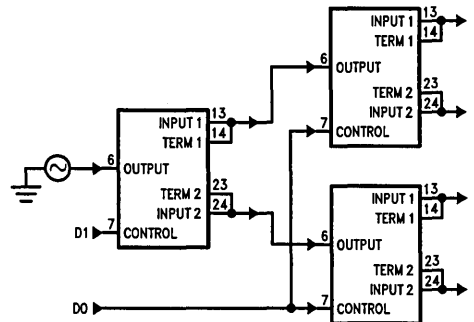 INPUT 1 13
TERM 1 14
6 OUTPUT
TERM 2 23
INPUT 2 24
7 CONTROL
INPUT 1 13
TERM 1 14
6 OUTPUT
TERM 2 23
INPUT 2 24
D1 7 CONTROL
INPUT 1 13
TERM 1 14
6 OUTPUT
TERM 2 23
INPUT 2 24
D0 7 CONTROL